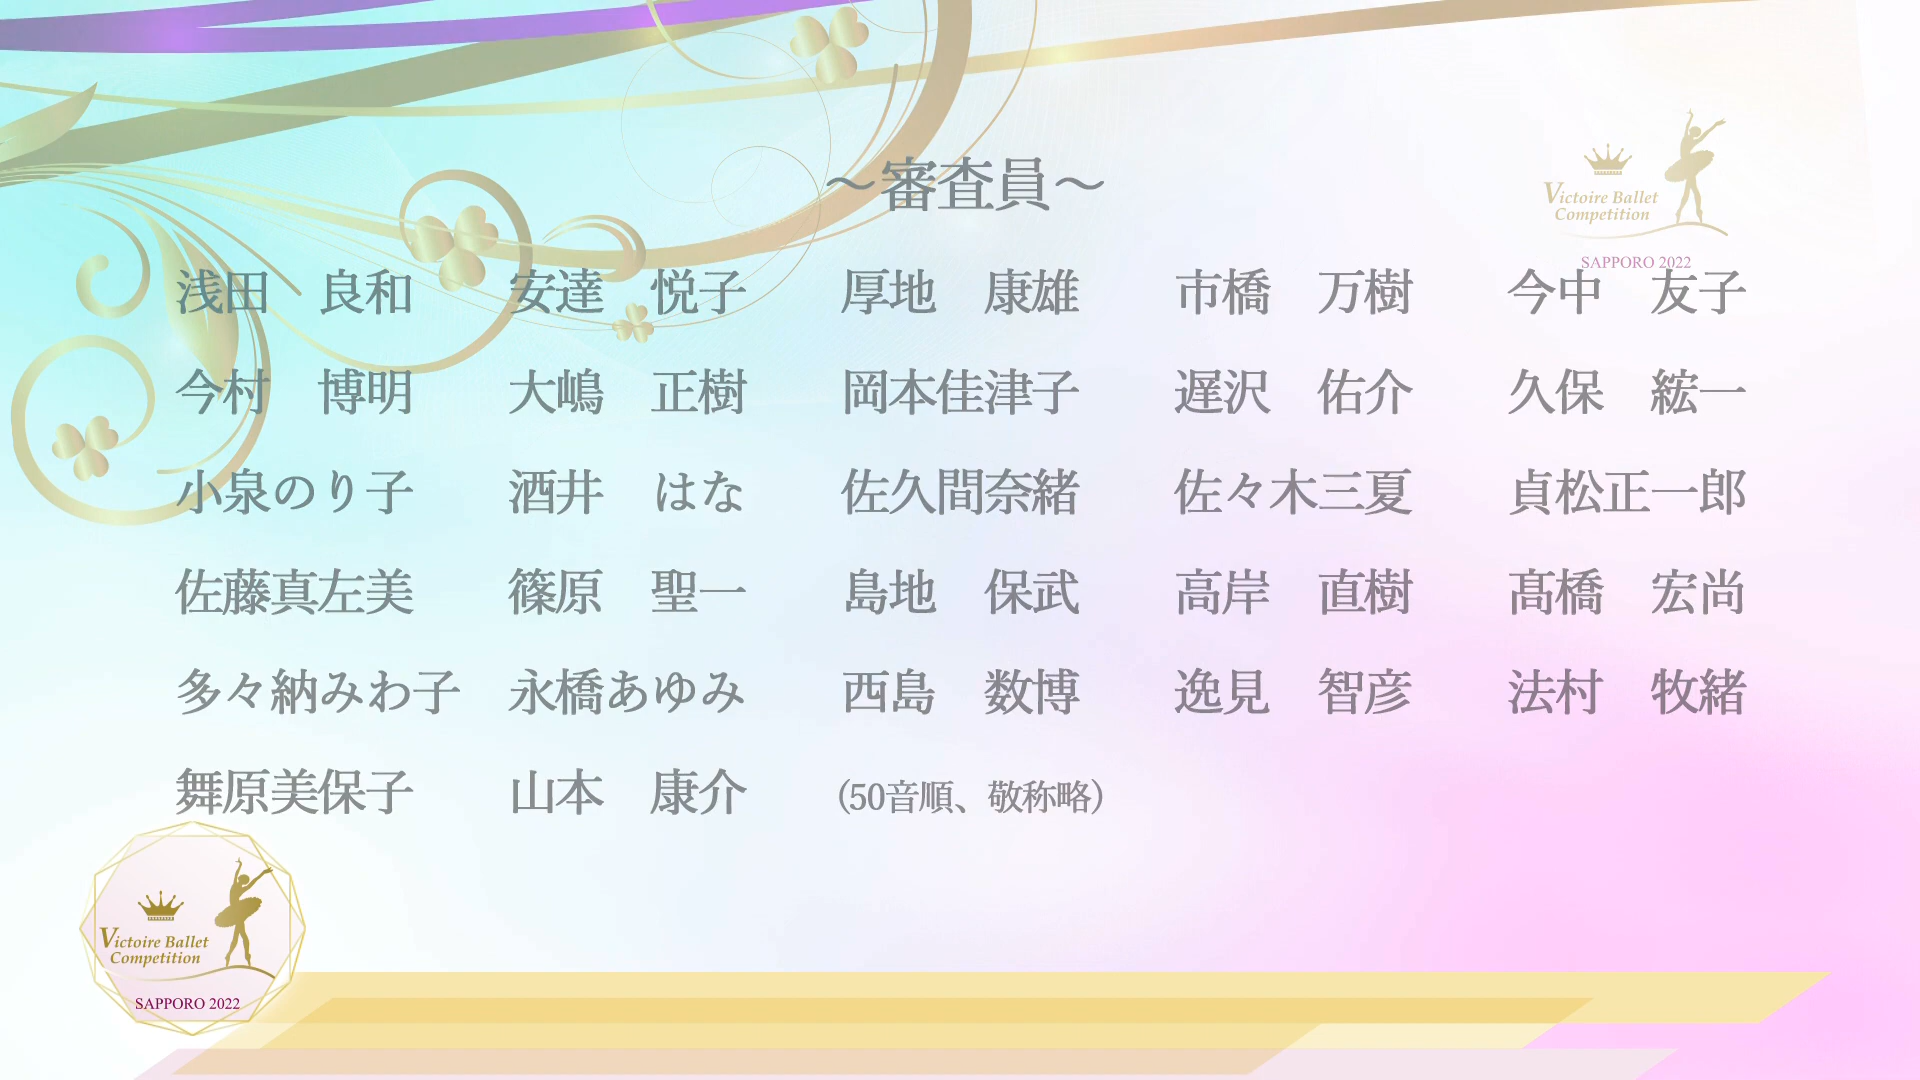 ～審査員～
Victoire Ballet
Competition
SAPPORO 2022
浅田　良和　安達　悦子　厚地　康雄　市橋　万樹　今中　友子
今村　博明　大嶋　正樹　岡本佳津子　遅沢　佑介　久保　綋一
小泉のり子　酒井　はな　佐久間奈緒　佐々木三夏　貞松正一郎
佐藤真左美　篠原　聖一　島地　保武　高岸　直樹　髙橋　宏尚
多々納みわ子　永橋あゆみ　西島　数博　逸見　智彦　法村　牧緒
舞原美保子　山本　康介　（50音順、敬称略）
Victoire Ballet
Competition
SAPPORO 2022